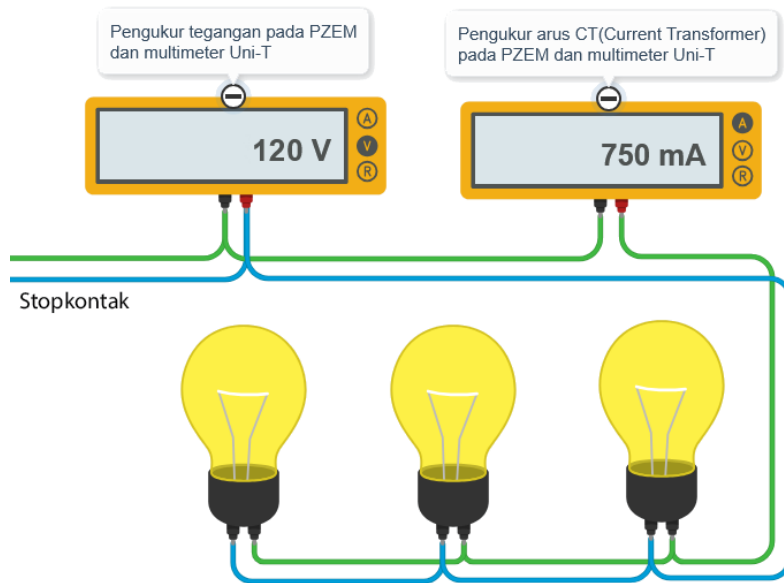 Pengukur tegangan pada PZEM
dan multimeter Uni-T
Pengukur arus CT(Current Transformer)
pada PZEM dan multimeter Uni-T
120 V
A
V
R
750 mA
A
V
R
Stopkontak